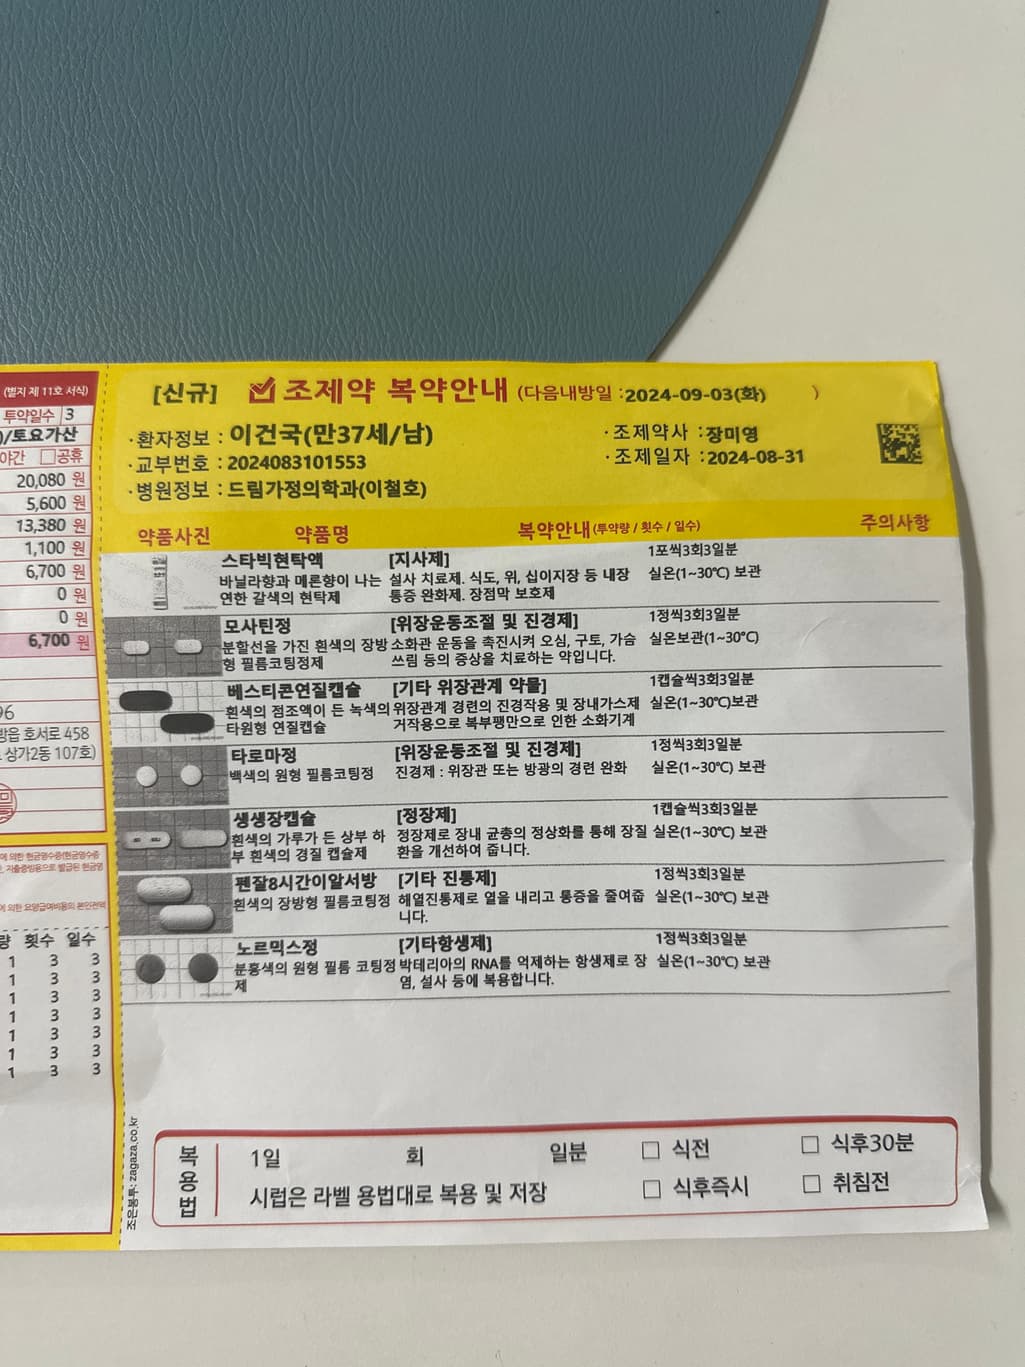 (별지 제 11호 서식)
투약일수 3
)/토요가산
야간 □공휴
20,080 원
5,600 원
13,380 원
1,100 원
6,700 원
0 원
0 원
6,700 원
96
방읍 호서로 458
상가2동 107호)
량 횟수 일수
1 3 3
1 3 3
1 3 3
1 3 3
1 3 3
1 3 3
1 3 3
[신규] 조제약 복약안내 (다음내방일 :2024-09-03(화) )
·환자정보 : 이건국(만37세/남)
·조제약사 : 장미영
·교부번호 : 2024083101553
·조제일자 : 2024-08-31
·병원정보 : 드림가정의학과(이철호)
약품사진 약품명 복약안내(투약량 / 횟수 / 일수) 주의사항
스타빅현탁액 [지사제] 1포씩3회3일분
바닐라향과 메론향이 나는 설사 치료제. 식도, 위, 십이지장 등 내장 실온(1~30℃) 보관
연한 갈색의 현탁제 통증 완화제. 장점막 보호제
모사틴정 [위장운동조절 및 진경제] 1정씩3회3일분
분할선을 가진 흰색의 장방 소화관 운동을 촉진시켜 오심, 구토, 가슴 실온보관(1~30℃)
형 필름코팅정제 쓰림 등의 증상을 치료하는 약입니다.
베스티콘연질캡슐 [기타 위장관계 약물] 1캡슐씩3회3일분
흰색의 점조액이 든 녹색의 위장관계 경련의 진경작용 및 장내가스제 실온(1~30℃)보관
타원형 연질캡슐 거작용으로 복부팽만으로 인한 소화기계
타로마정 [위장운동조절 및 진경제] 1정씩3회3일분
백색의 원형 필름코팅정 진경제 : 위장관 또는 방광의 경련 완화 실온(1~30℃) 보관
생생장캡슐 [정장제] 1캡슐씩3회3일분
흰색의 가루가 든 상부 하 정장제로 장내 균총의 정상화를 통해 장질 실온(1~30℃) 보관
부 흰색의 경질 캡슐제 환을 개선하여 줍니다.
펜잘8시간이알서방 [기타 진통제] 1정씩3회3일분
흰색의 장방형 필름코팅정 해열진통제로 열을 내리고 통증을 줄여줍 실온(1~30℃) 보관
니다.
노르믹스정 [기타항생제] 1정씩3회3일분
분홍색의 원형 필름 코팅정 박테리아의 RNA를 억제하는 항생제로 장 실온(1~30℃) 보관
제 염, 설사 등에 복용합니다.
조은봉투: zagaza.co.kr
복용법
1일 회 일분 □ 식전 □ 식후30분
시럽은 라벨 용법대로 복용 및 저장 □ 식후즉시 □ 취침전